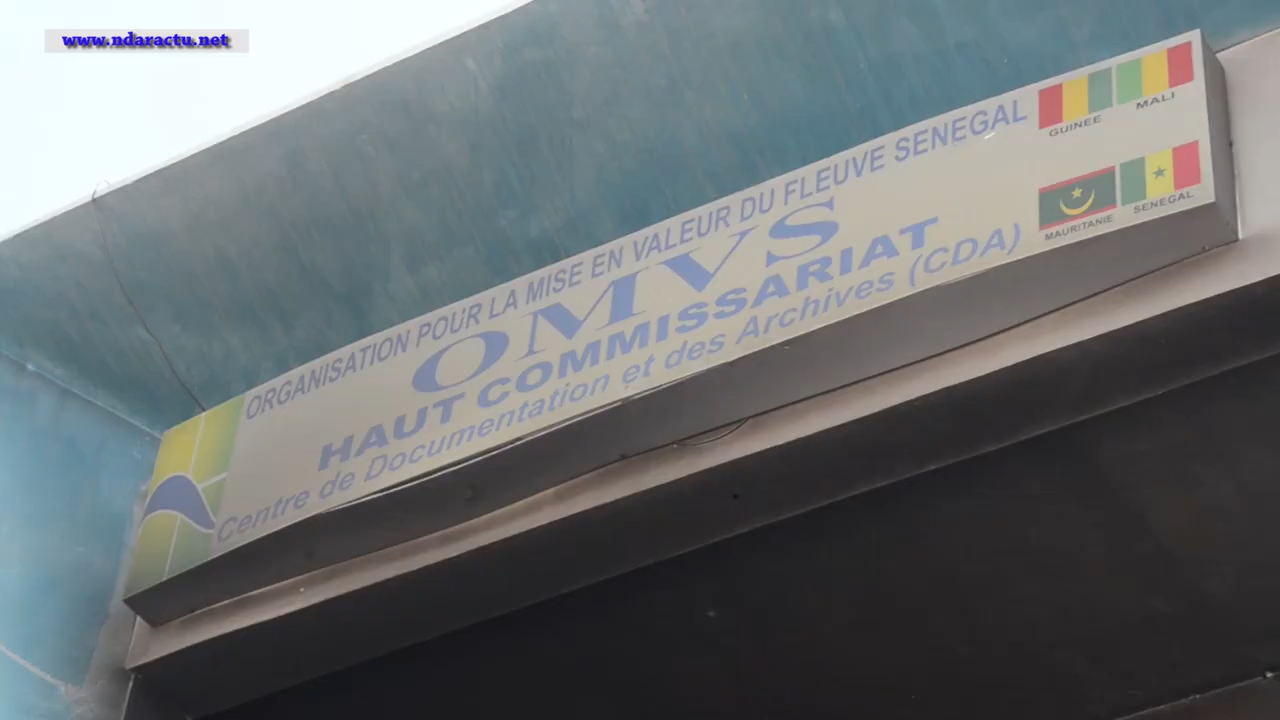 www.ndaractu.net
ORGANISATION POUR LA MISE EN VALEUR DU FLEUVE SENEGAL
OMVS
HAUT COMMISSARIAT
Centre de Documentation et des Archives (CDA)
GUINEE
MALI
MAURITANIE
SENEGAL